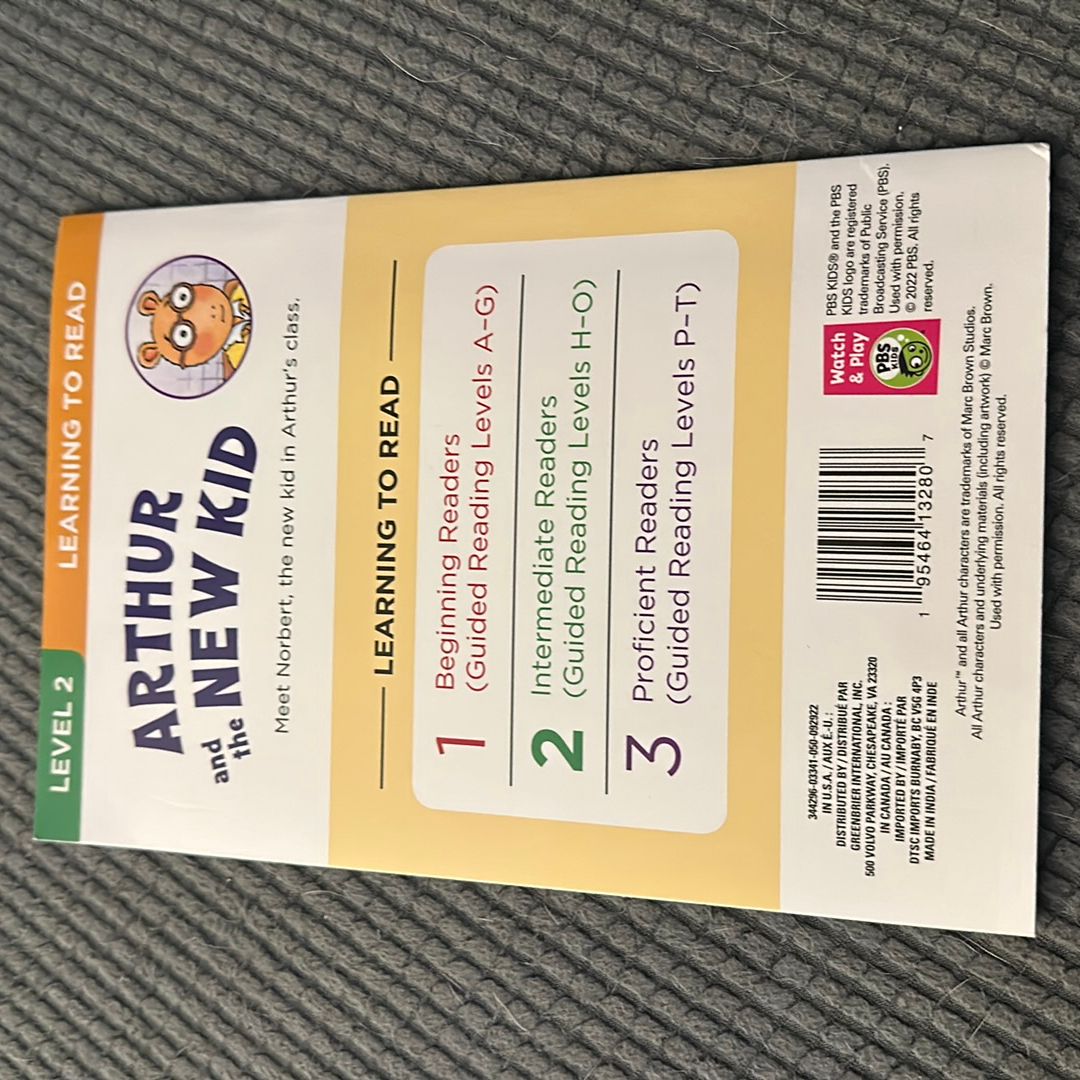 LEVEL 2
LEARNING TO READ
ARTHUR
and the NEW KID
Meet Norbert, the new kid in Arthur's class.
LEARNING TO READ
1 Beginning Readers
(Guided Reading Levels A–G)
2 Intermediate Readers
(Guided Reading Levels H–O)
3 Proficient Readers
(Guided Reading Levels P–T)
344296-03341-050-092922
IN U.S.A. / AUX É.-U. :
DISTRIBUTED BY / DISTRIBUÉ PAR
GREENBRIER INTERNATIONAL, INC.
500 VOLVO PARKWAY, CHESAPEAKE, VA 23320
IN CANADA / AU CANADA :
IMPORTED BY / IMPORTÉ PAR
DTSC IMPORTS BURNABY, BC V5G 4P3
MADE IN INDIA / FABRIQUÉ EN INDE
1 95464 13280 7
Watch
& Play
PBS
KIDS
PBS KIDS® and the PBS
KIDS logo are registered
trademarks of Public
Broadcasting Service (PBS).
Used with permission.
© 2022 PBS. All rights
reserved.
Arthur™ and all Arthur characters are trademarks of Marc Brown Studios.
All Arthur characters and underlying materials (including artwork) © Marc Brown.
Used with permission. All rights reserved.